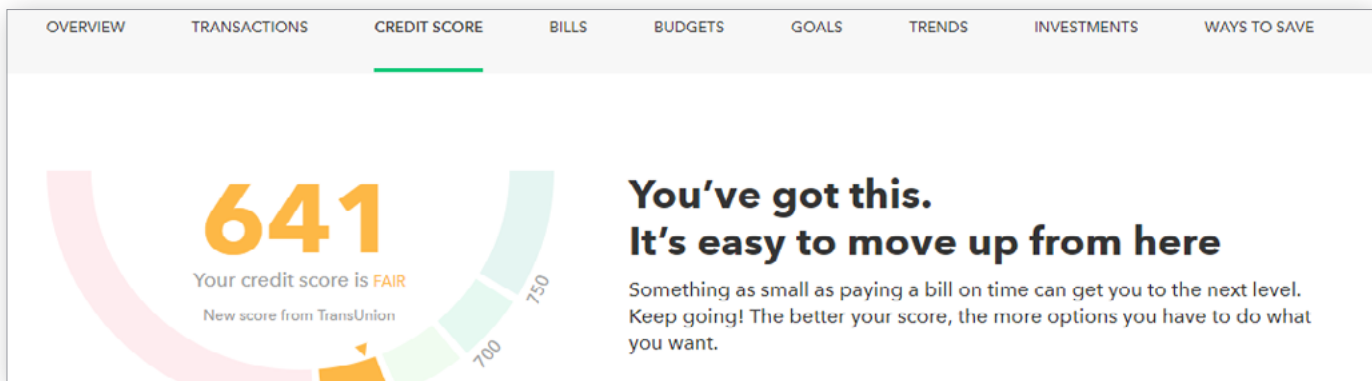 OVERVIEW TRANSACTIONS CREDIT SCORE BILLS BUDGETS GOALS TRENDS INVESTMENTS WAYS TO SAVE
641
Your credit score is FAIR
New score from TransUnion
700
750
You've got this.
It's easy to move up from here
Something as small as paying a bill on time can get you to the next level.
Keep going! The better your score, the more options you have to do what
you want.